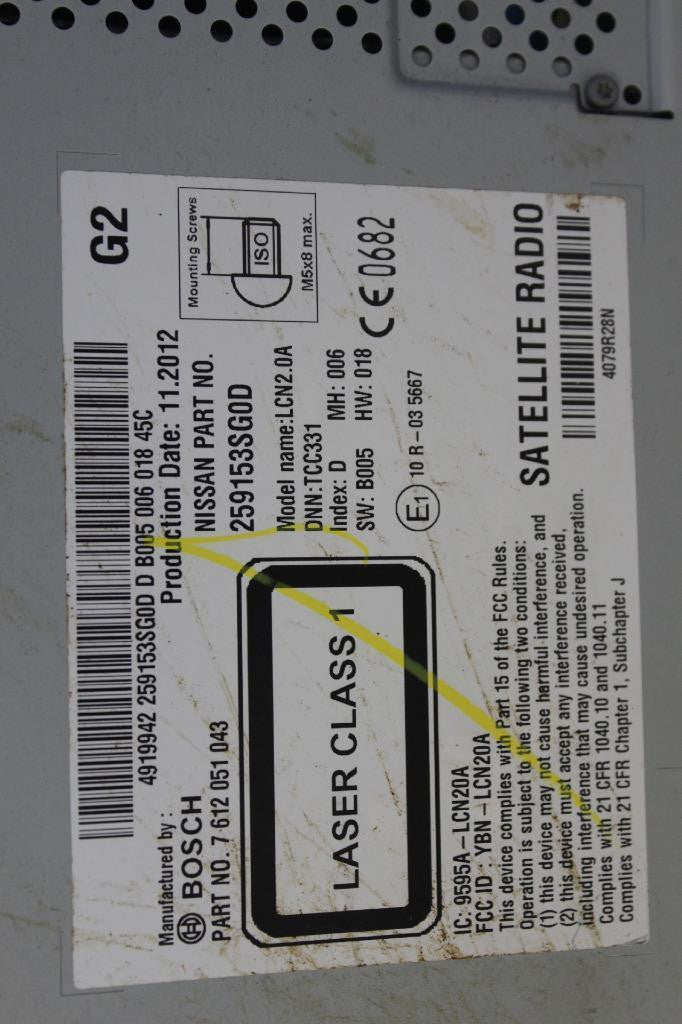 4919942 259153SG0D D B005 006 018 45C
G2
Manufactured by :
BOSCH
PART NO. 7 612 051 043
Production Date: 11.2012
NISSAN PART NO.
259153SG0D
Mounting Screws
ISO
M5x8 max.
LASER CLASS 1
Model name:LCN2.0A
DNN:TCC331
Index: D MH: 006
SW: B005 HW: 018
CE0682
E1 10 R-03 5667
IC: 9595A-LCN20A
FCC ID : YBN-LCN20A
This device complies with Part 15 of the FCC Rules.
Operation is subject to the following two conditions:
(1) this device may not cause harmful interference, and
(2) this device must accept any interference received,
including interference that may cause undesired operation.
Complies with 21 CFR 1040.10 and 1040.11
Complies with 21 CFR Chapter 1, Subchapter J
SATELLITE RADIO
4079R28N